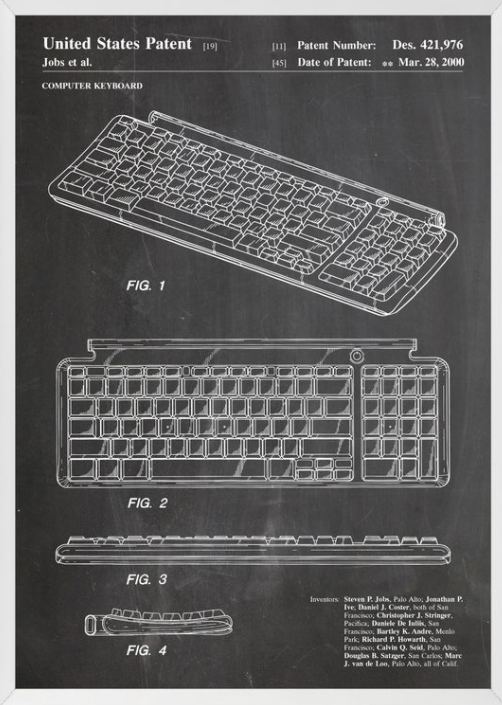 United States Patent [19] [11] Patent Number: Des. 421,976
Jobs et al. [45] Date of Patent: ** Mar. 28, 2000
COMPUTER KEYBOARD
FIG. 1
FIG. 2
FIG. 3
FIG. 4
Inventors: Steven P. Jobs, Palo Alto; Jonathan P.
Ive; Daniel J. Coster, both of San
Francisco; Christopher J. Stringer,
Pacifica; Daniele De Iuliis, San
Francisco; Bartley K. Andre, Menlo
Park; Richard P. Howarth, San
Francisco; Calvin Q. Seid, Palo Alto;
Douglas B. Satzger, San Carlos; Marc
J. van de Loo, Palo Alto, all of Calif.